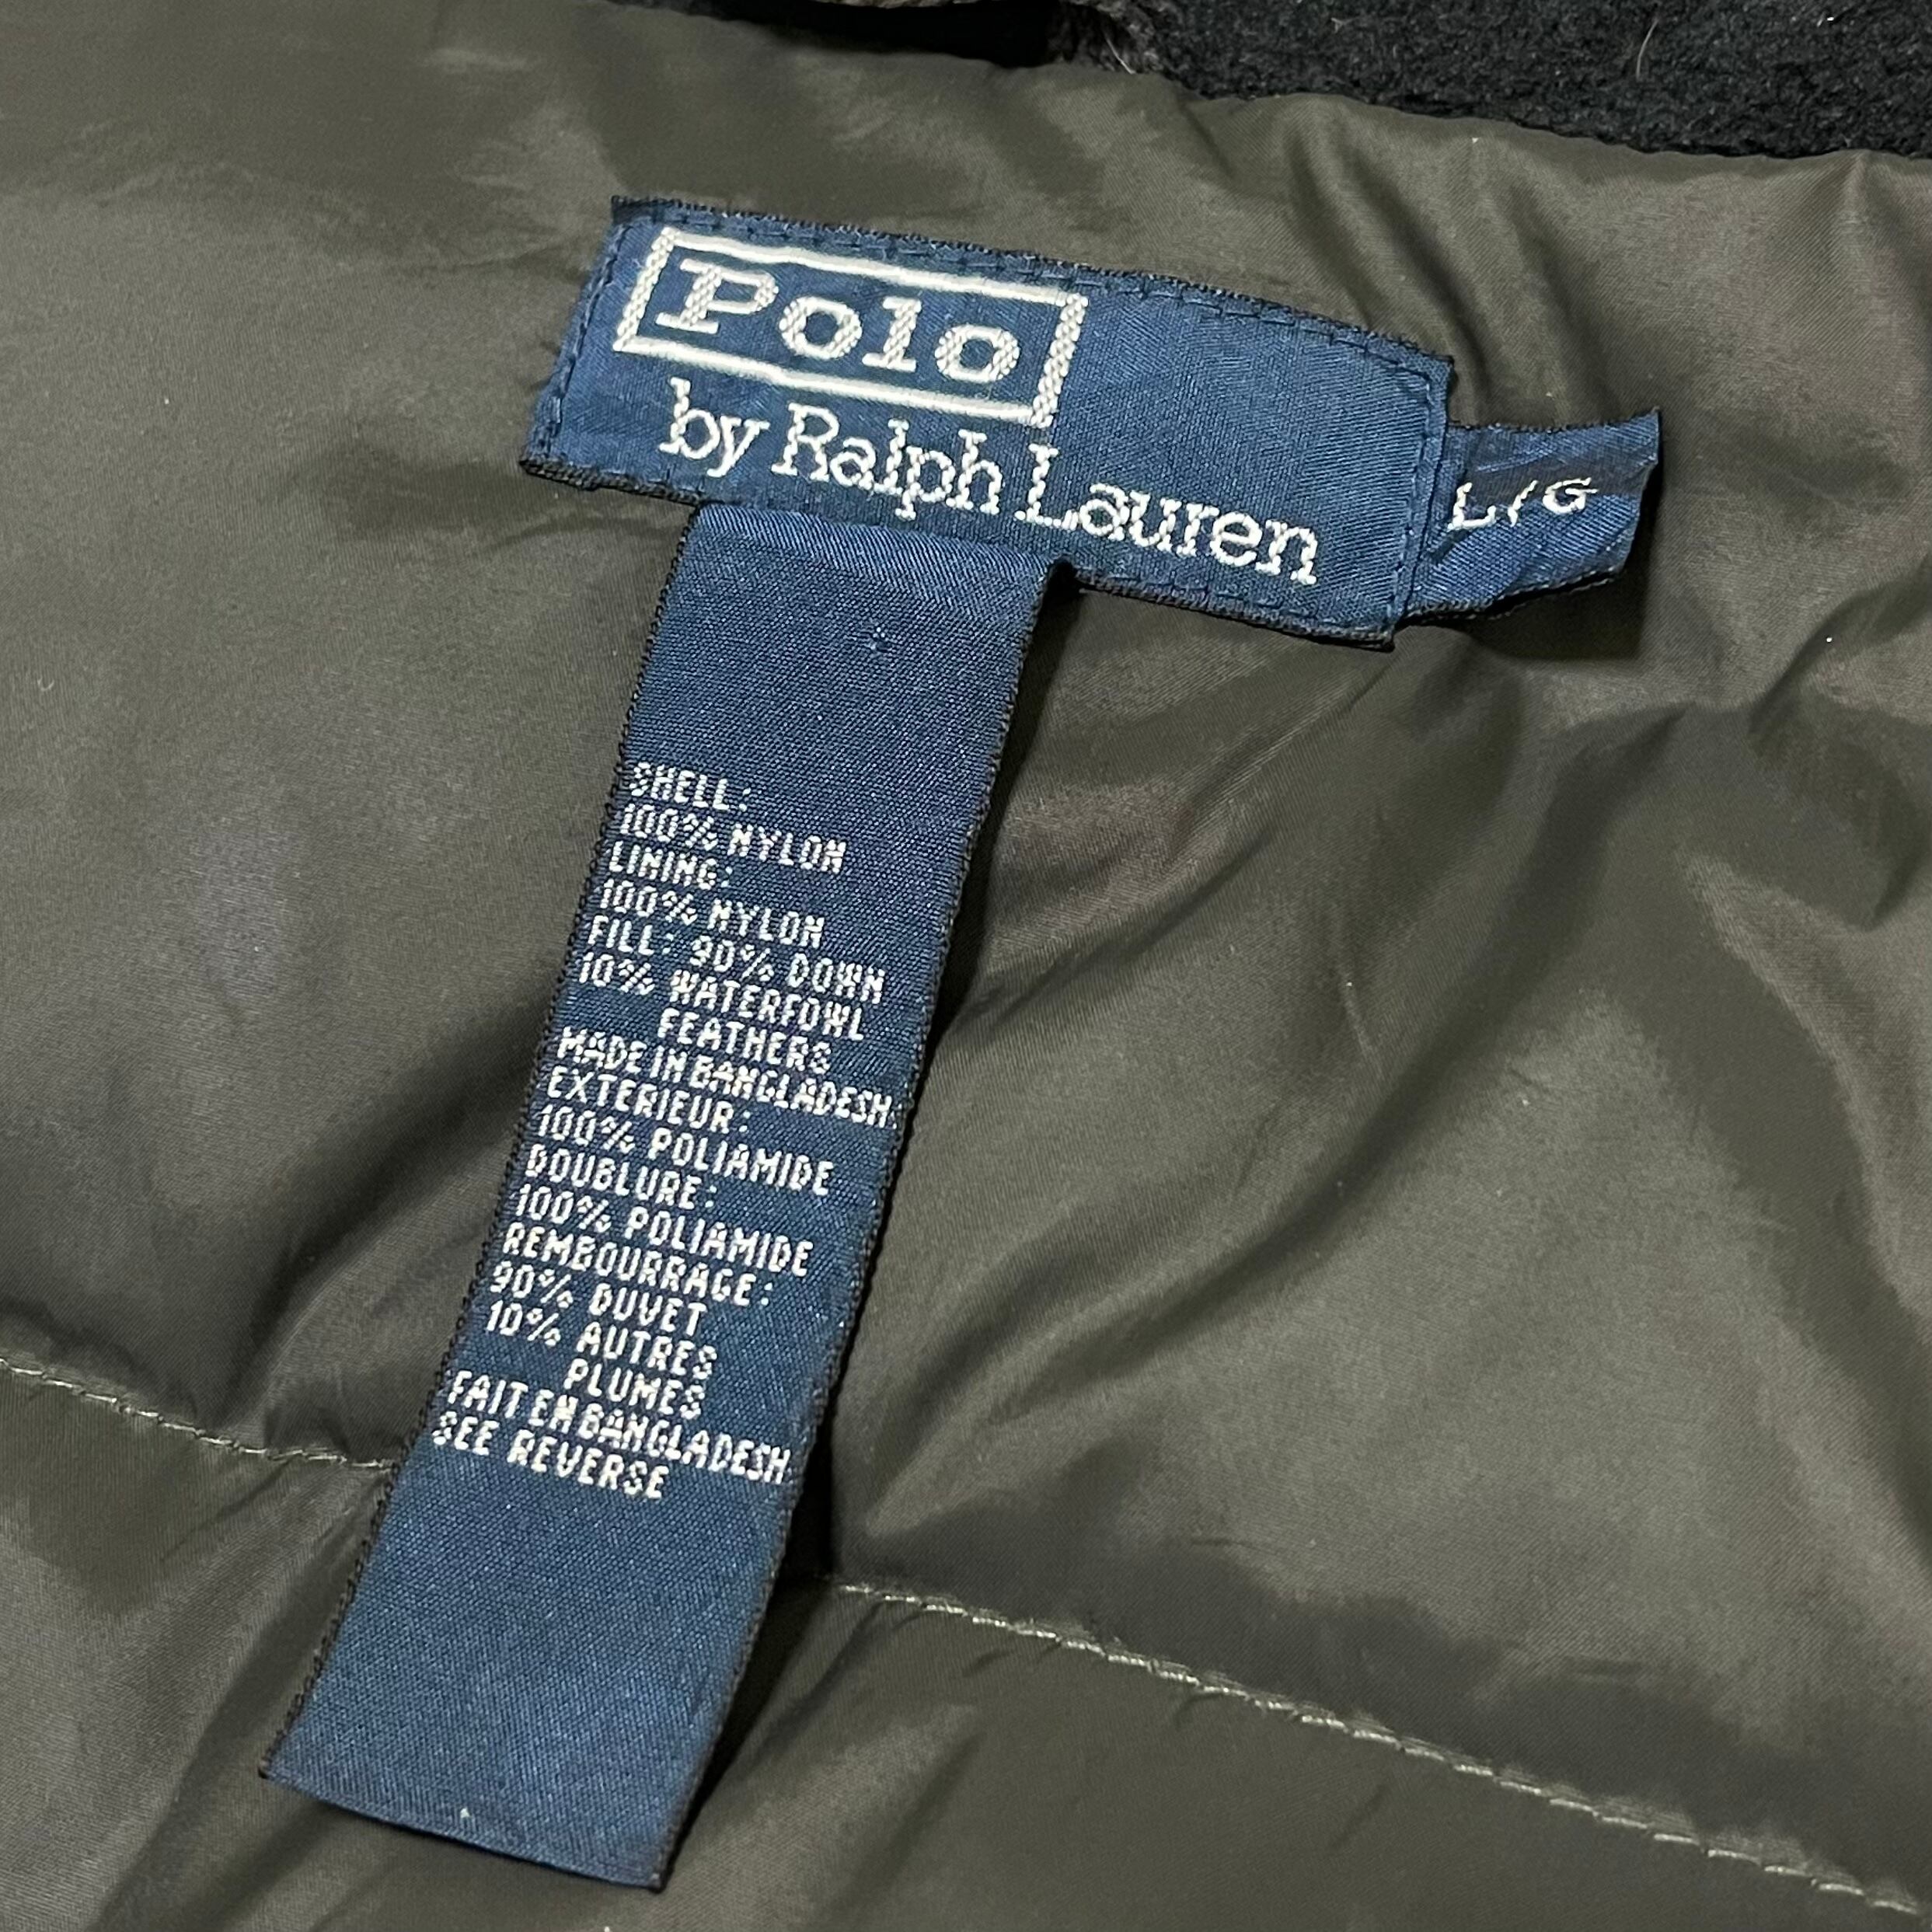 Polo
by Ralph Lauren
L/G
SHELL:
100% NYLON
LINING:
100% NYLON
FILL: 90% DOWN
10% WATERFOWL
FEATHERS
MADE IN BANGLADESH
EXTERIEUR:
100% POLIAMIDE
DOUBLURE:
100% POLIAMIDE
REMBOURRAGE:
90% DUVET
10% AUTRES
PLUMES
FAIT EN BANGLADESH
SEE REVERSE